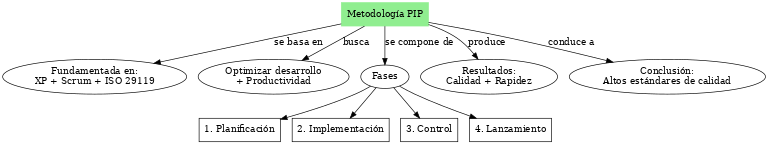 Metodología PIP
se basa en
busca
se compone de
produce
conduce a
Fundamentada en:
XP + Scrum + ISO 29119
Optimizar desarrollo
+ Productividad
Fases
Resultados:
Calidad + Rapidez
Conclusión:
Altos estándares de calidad
1. Planificación
2. Implementación
3. Control
4. Lanzamiento